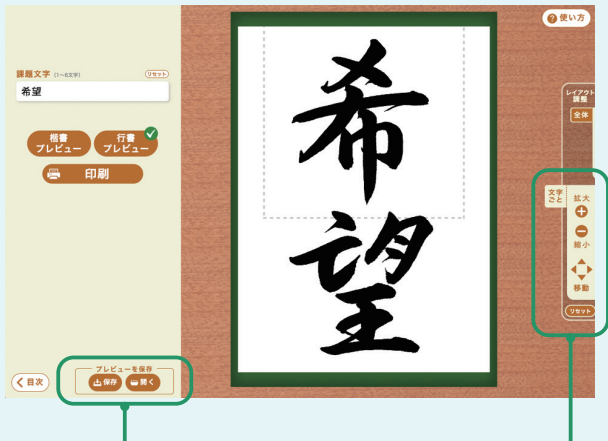 使い方
課題文字 (1〜6文字) リセット
希望
楷書
プレビュー
行書
プレビュー
印刷
希望
レイアウト
調整
全体
文字
ごと
拡大
縮小
移動
リセット
プレビューを保存
保存 開く
目次